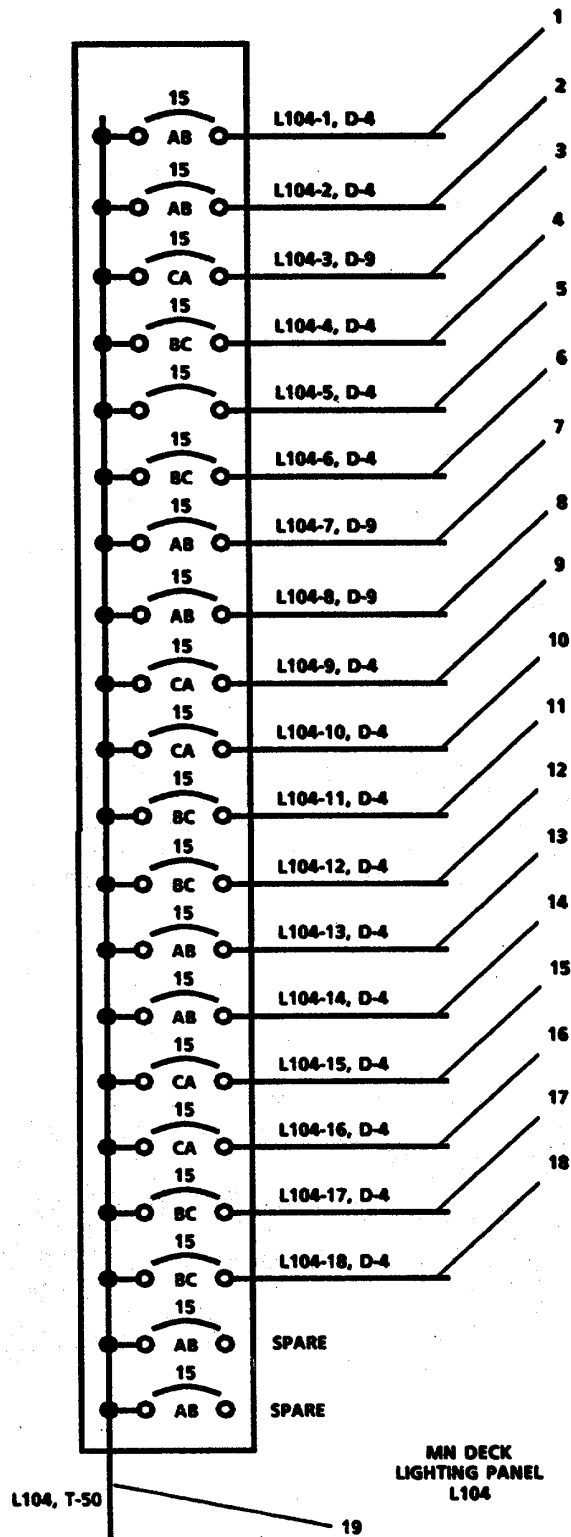 1
15
AB
L104-1, D-4
2
15
AB
L104-2, D-4
3
15
CA
L104-3, D-9
4
15
BC
L104-4, D-4
5
15
L104-5, D-4
6
15
BC
L104-6, D-4
7
15
AB
L104-7, D-9
8
15
AB
L104-8, D-9
9
15
CA
L104-9, D-4
10
15
CA
L104-10, D-4
11
15
BC
L104-11, D-4
12
15
BC
L104-12, D-4
13
15
AB
L104-13, D-4
14
15
AB
L104-14, D-4
15
15
CA
L104-15, D-4
16
15
CA
L104-16, D-4
17
15
BC
L104-17, D-4
18
15
BC
L104-18, D-4
15
AB
SPARE
15
AB
SPARE
MN DECK
LIGHTING PANEL
L104
L104, T-50
19